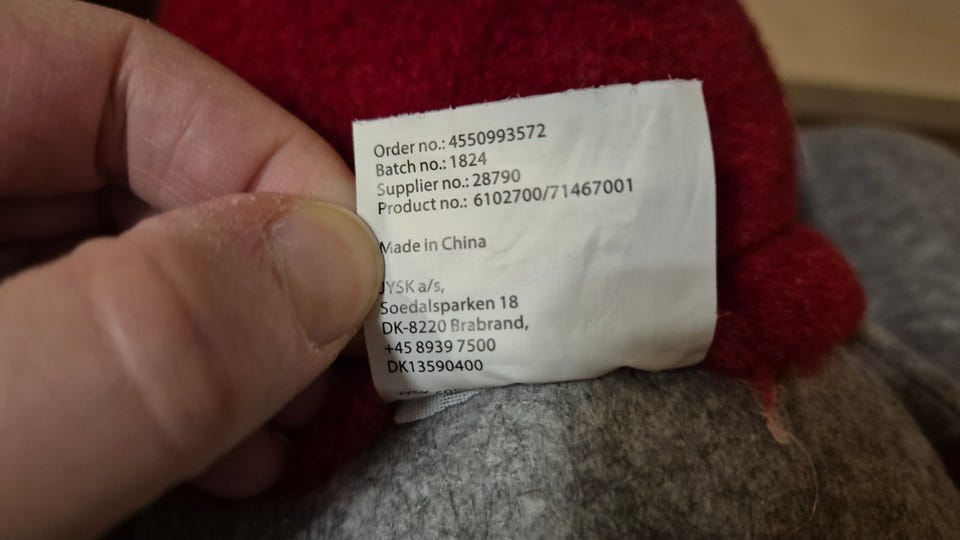 Order no.: 4550993572
Batch no.: 1824
Supplier no.: 28790
Product no.: 6102700/71467001
Made in China
JYSK a/s,
Soedalsparken 18
DK-8220 Brabrand,
+45 8939 7500
DK13590400